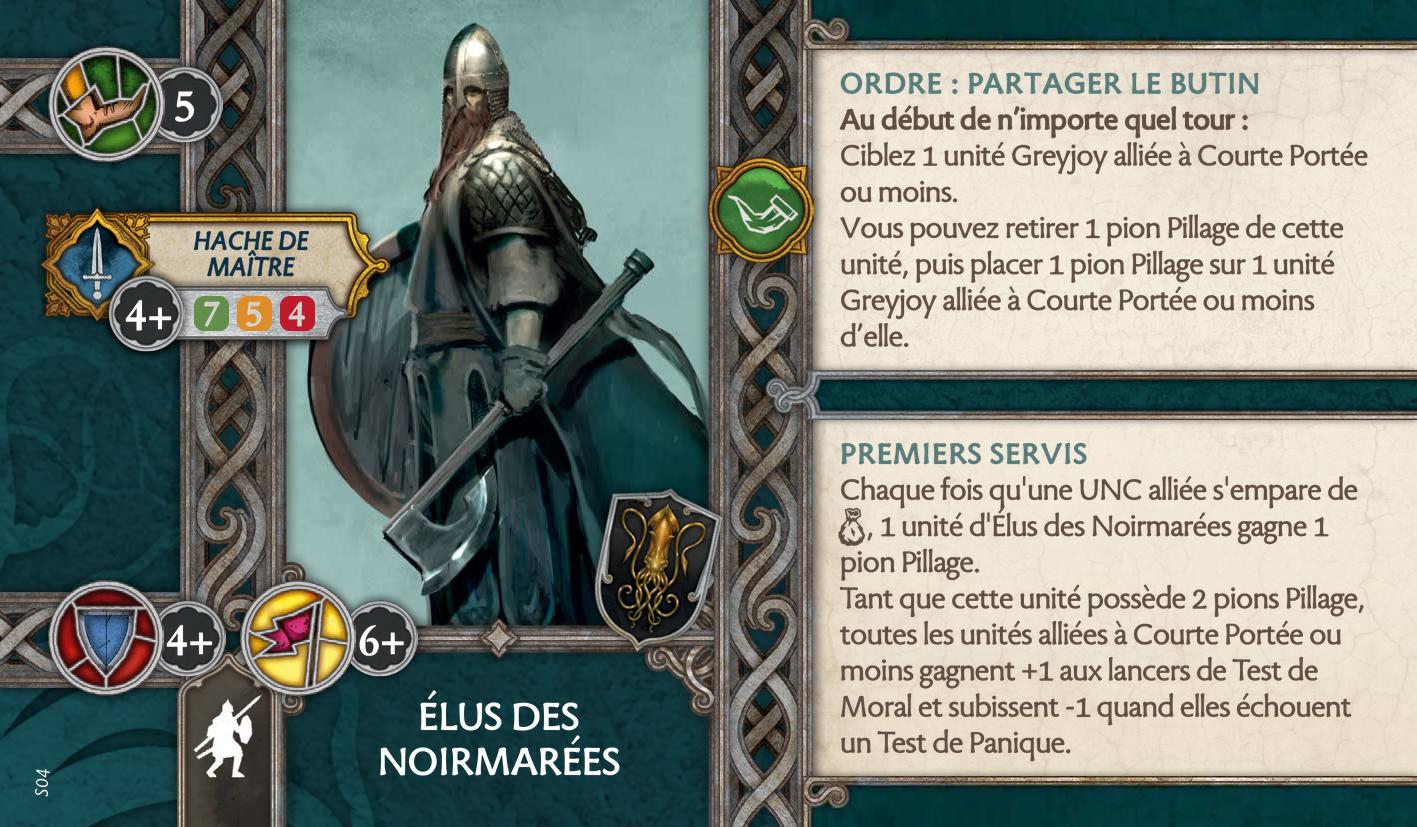 5
HACHE DE
MAÎTRE
4+
7 5 4
4+
6+
ÉLUS DES
NOIRMARÉES
S04
ORDRE : PARTAGER LE BUTIN
Au début de n’importe quel tour :
Ciblez 1 unité Greyjoy alliée à Courte Portée
ou moins.
Vous pouvez retirer 1 pion Pillage de cette
unité, puis placer 1 pion Pillage sur 1 unité
Greyjoy alliée à Courte Portée ou moins
d’elle.
PREMIERS SERVIS
Chaque fois qu'une UNC alliée s'empare de
, 1 unité d'Élus des Noirmarées gagne 1
pion Pillage.
Tant que cette unité possède 2 pions Pillage,
toutes les unités alliées à Courte Portée ou
moins gagnent +1 aux lancers de Test de
Moral et subissent -1 quand elles échouent
un Test de Panique.